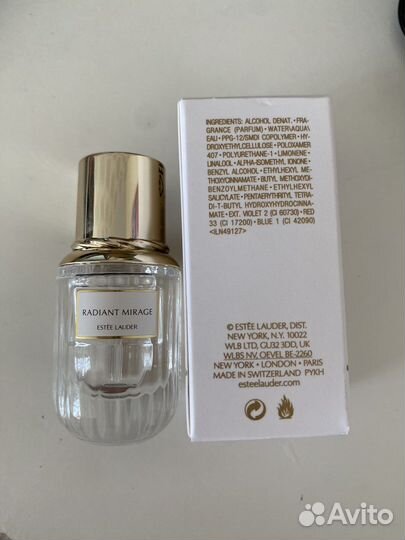 INGREDIENTS: ALCOHOL DENAT. • FRA-
GRANCE (PARFUM) • WATER\AQUA\
EAU • PPG-12/SMDI COPOLYMER • HY-
DROXYETHYLCELLULOSE • POLOXAMER
407 • POLYURETHANE-1 • LIMONENE •
LINALOOL • ALPHA-ISOMETHYL IONONE •
BENZYL ALCOHOL • ETHYLHEXYL ME-
THOXYCINNAMATE • BUTYL METHOXYDI-
BENZOYLMETHANE • ETHYLHEXYL
SALICYLATE • PENTAERYTHRITYL TETRA-
DI-T-BUTYL HYDROXYHYDROCINNA-
MATE • EXT. VIOLET 2 (CI 60730) • RED
33 (CI 17200) • BLUE 1 (CI 42090)
<ILN49127>
RADIANT MIRAGE
ESTĒE LAUDER
© ESTĒE LAUDER, DIST.
NEW YORK, N.Y. 10022
WLB LTD, GU32 3DD, UK
WLBS NV. OEVEL BE-2260
NEW YORK • LONDON • PARIS
MADE IN SWITZERLAND PYKH
esteelauder.com
Avito